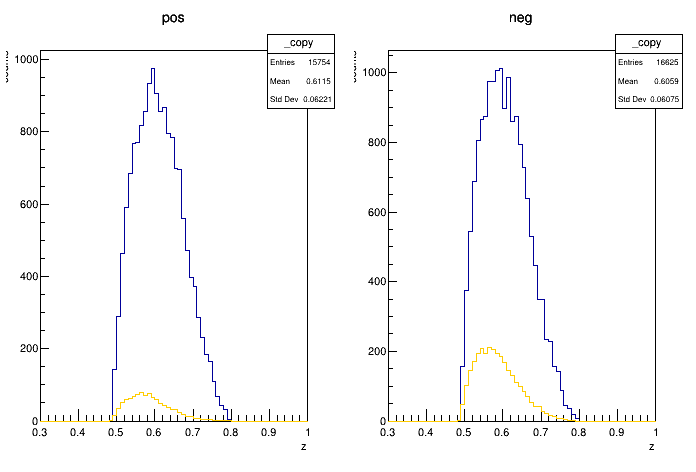 pos
_copy
Entries 15754
Mean 0.6115
Std Dev 0.06221
1000
800
600
400
200
0
0.3 0.4 0.5 0.6 0.7 0.8 0.9 1
z
neg
_copy
Entries 16625
Mean 0.6059
Std Dev 0.06075
1000
800
600
400
200
0
0.3 0.4 0.5 0.6 0.7 0.8 0.9 1
z